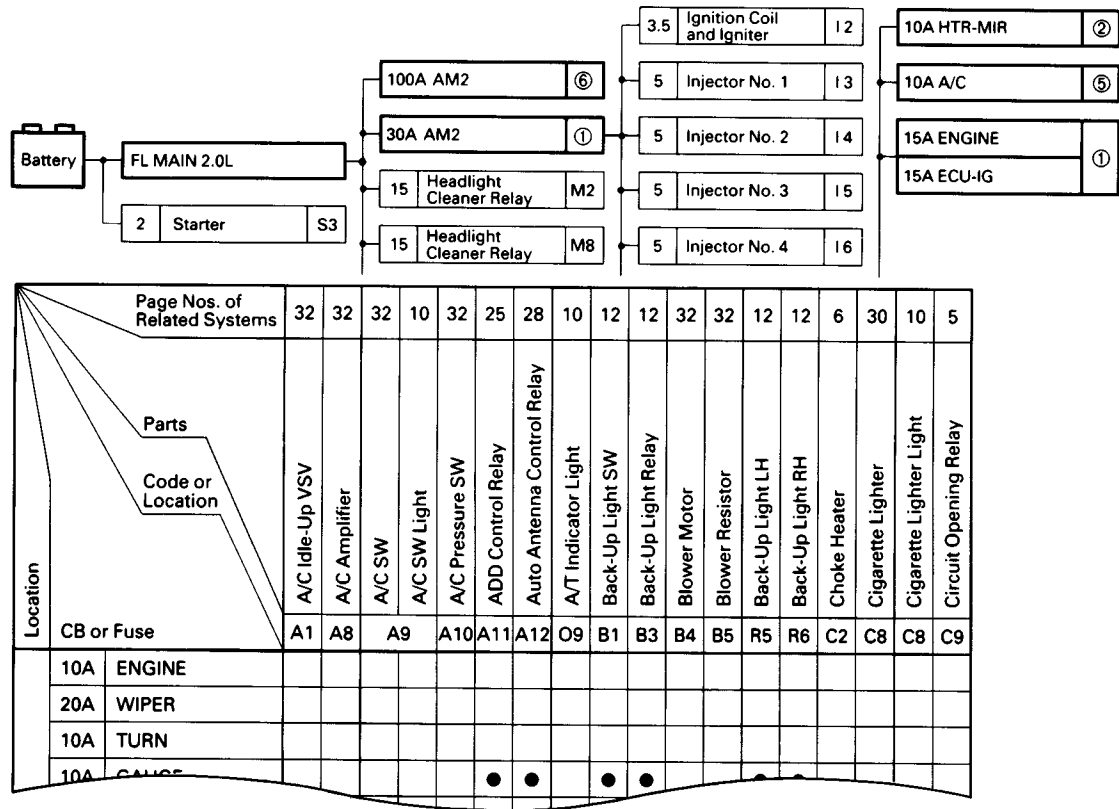 Battery
FL MAIN 2.0L
2 Starter S3
100A AM2 ⑥
30A AM2 ①
15 Headlight
Cleaner Relay M2
15 Headlight
Cleaner Relay M8
3.5 Ignition Coil
and Igniter I2
5 Injector No. 1 I3
5 Injector No. 2 I4
5 Injector No. 3 I5
5 Injector No. 4 I6
10A HTR-MIR ②
10A A/C ⑤
15A ENGINE ①
15A ECU-IG
Page Nos. of
Related Systems 32 32 32 10 32 25 28 10 12 12 32 32 12 12 6 30 10 5
Parts
Code or
Location
A/C Idle-Up VSV
A/C Amplifier
A/C SW
A/C SW Light
A/C Pressure SW
ADD Control Relay
Auto Antenna Control Relay
A/T Indicator Light
Back-Up Light SW
Back-Up Light Relay
Blower Motor
Blower Resistor
Back-Up Light LH
Back-Up Light RH
Choke Heater
Cigarette Lighter
Cigarette Lighter Light
Circuit Opening Relay
Location
CB or Fuse A1 A8 A9 A10 A11 A12 O9 B1 B3 B4 B5 R5 R6 C2 C8 C8 C9
10A ENGINE
20A WIPER
10A TURN
10A GAUGE